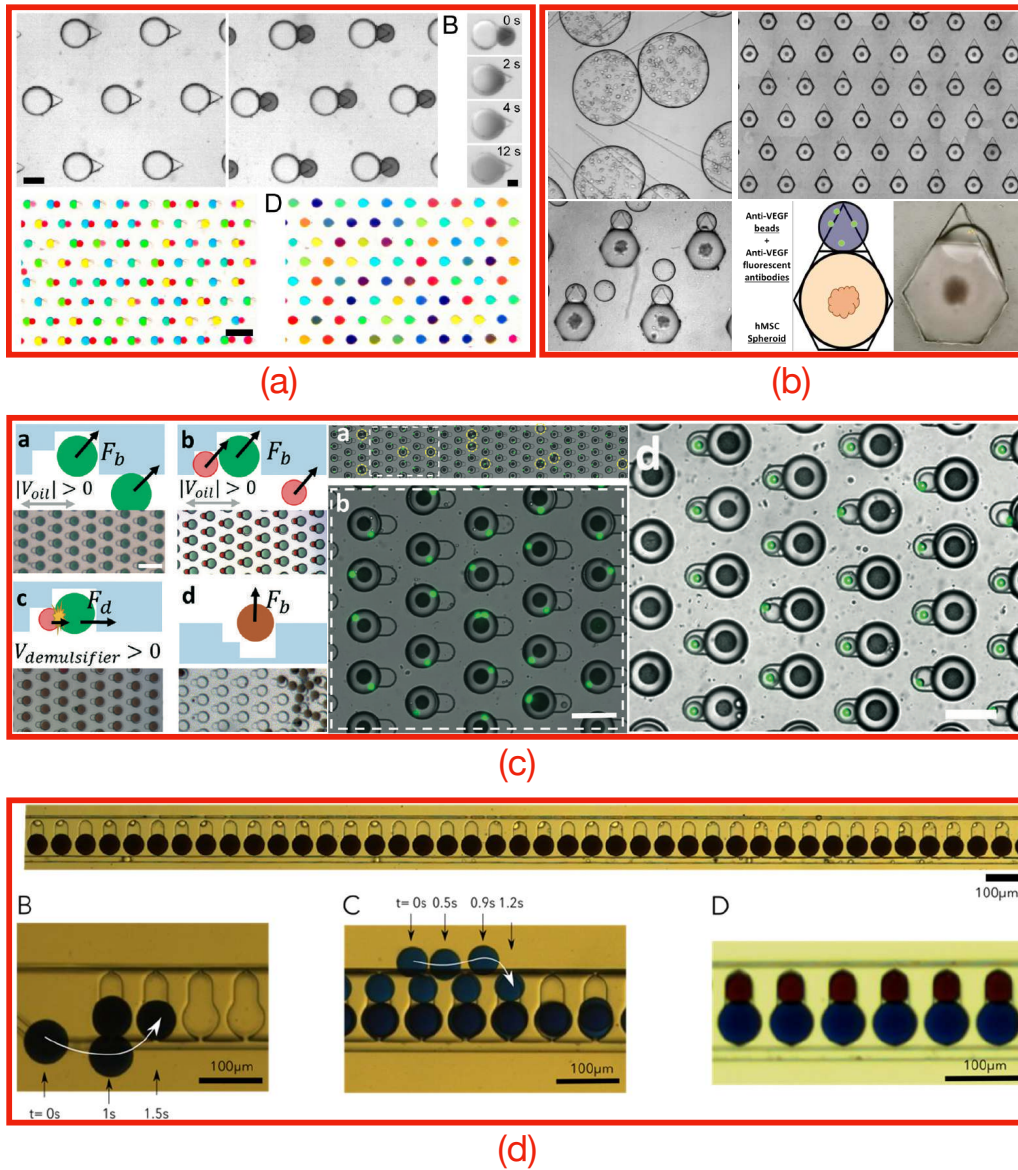 B
0 s
2 s
4 s
12 s
D
(a)
Anti-VEGF
beads
+
Anti-VEGF
fluorescent
antibodies
hMSC
Spheroid
(b)
a
F_b
|V_oil| > 0
b
F_b
|V_oil| > 0
c
F_d
V_demulsifier > 0
d
F_b
a
b
d
(c)
100μm
B
t= 0s
1s
1.5s
100μm
C
t= 0s 0.5s 0.9s 1.2s
100μm
D
100μm
(d)